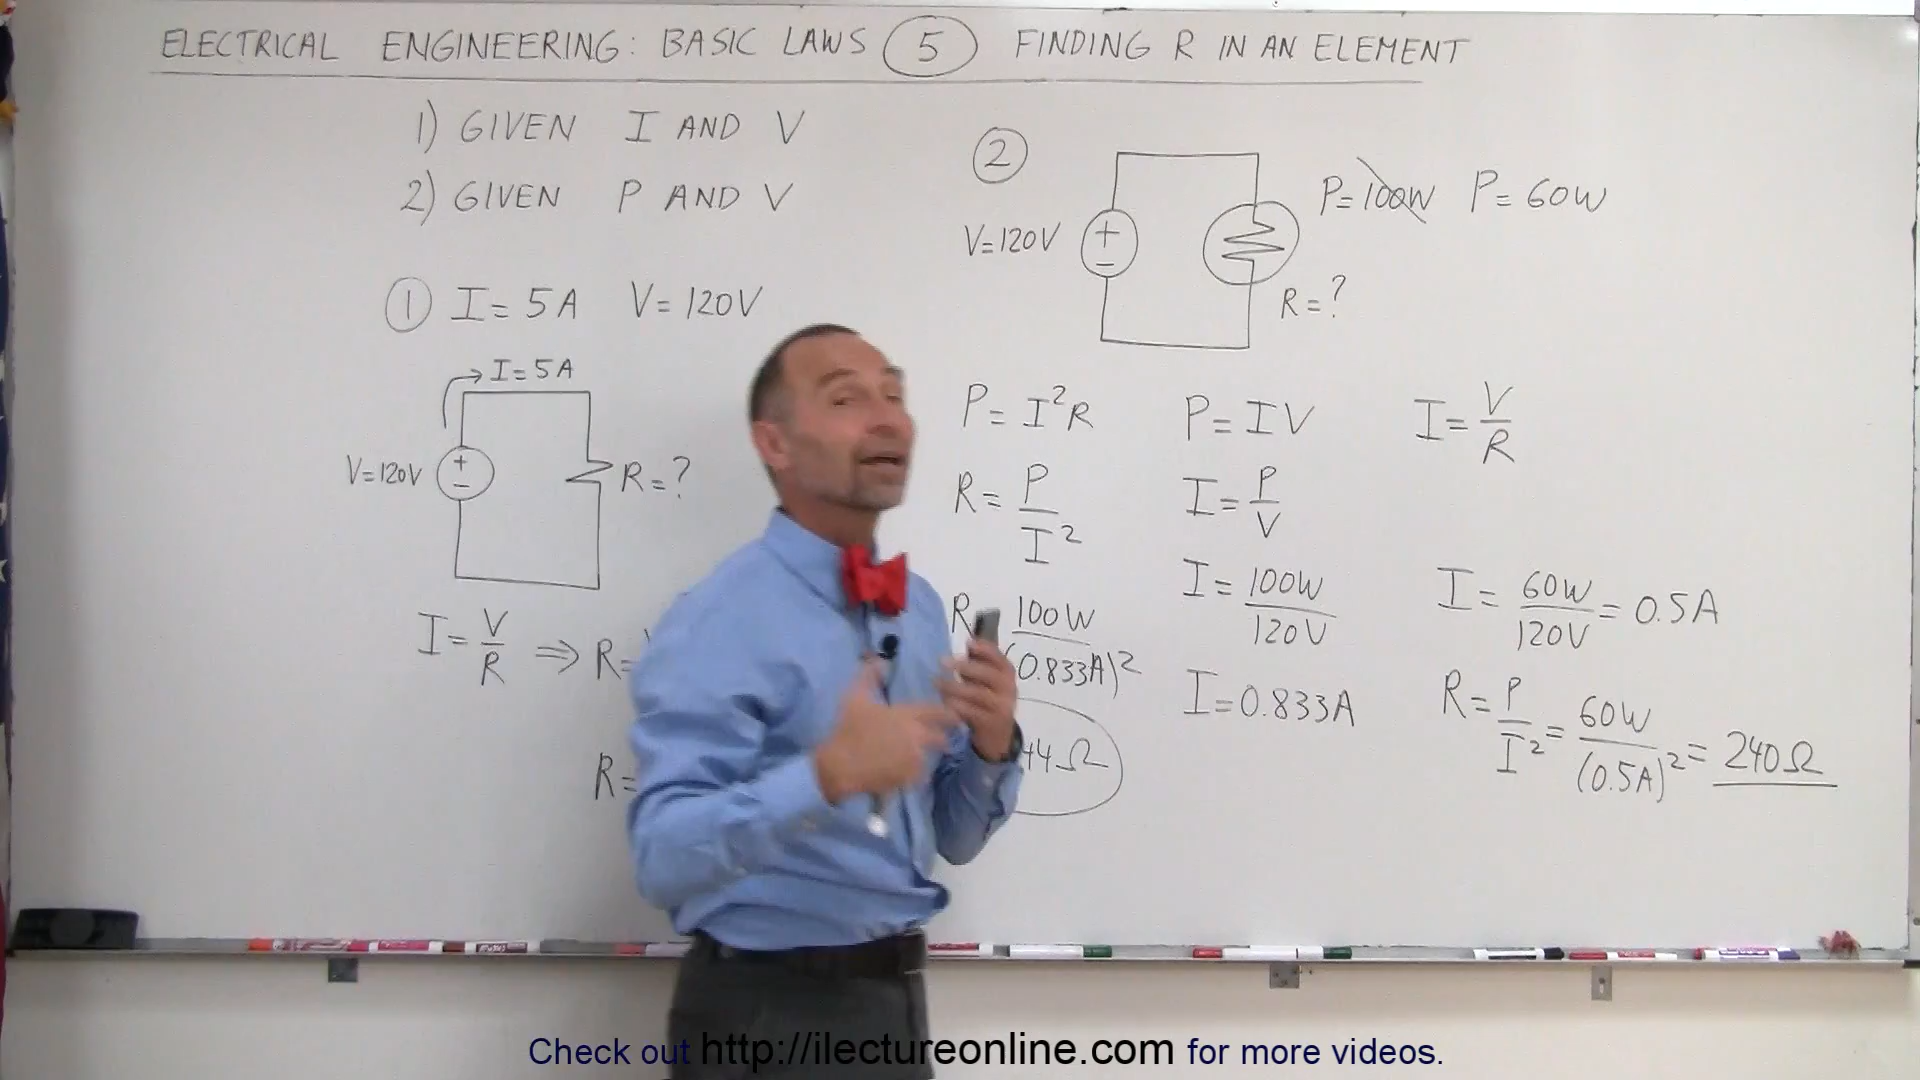 ELECTRICAL ENGINEERING: BASIC LAWS 5 FINDING R IN AN ELEMENT
1) GIVEN I AND V
2) GIVEN P AND V
1 I = 5A V = 120V
I = 5A
V = 120V
R = ?
I = V/R ⇒ R =
R =
2
V = 120V
P = 100W P = 60W
R = ?
P = I²R P = IV I = V/R
R = P/I² I = P/V
R 100W/(0.833A)² I = 100W/120V I = 60W/120V = 0.5A
44Ω I = 0.833A R = P/I² = 60W/(0.5A)² = 240Ω
Check out http://ilectureonline.com for more videos.